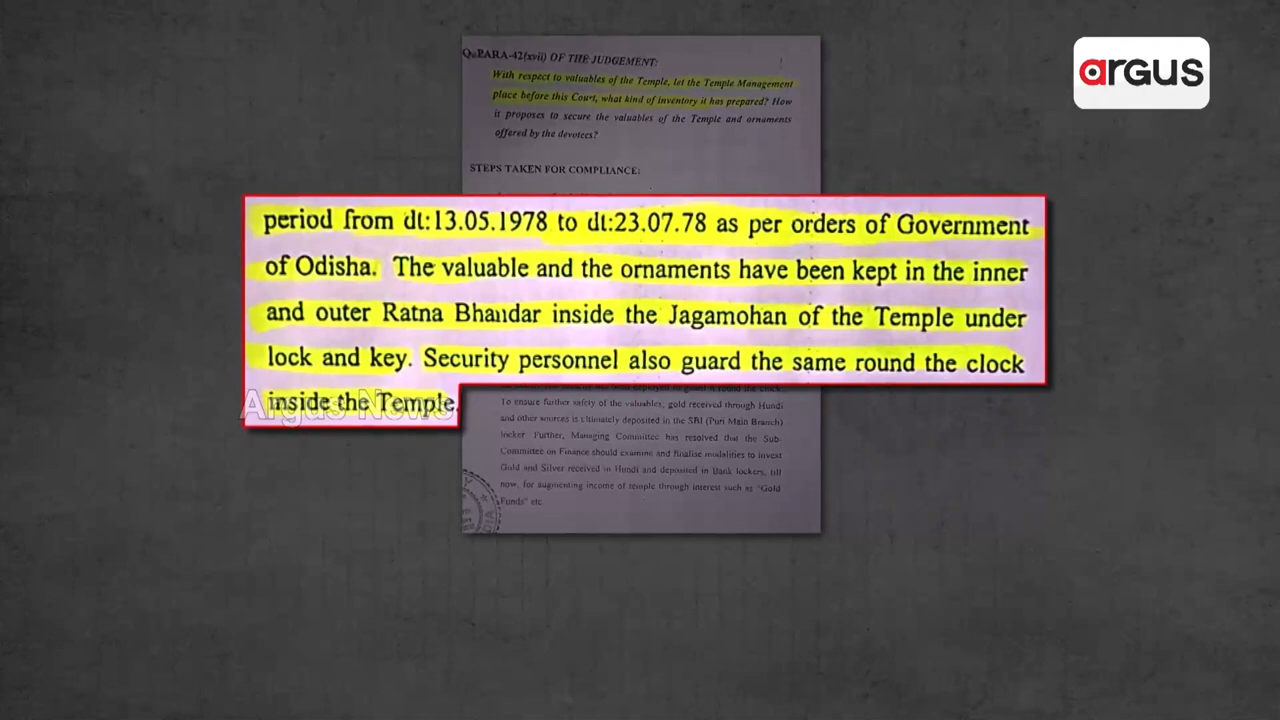 argus
Q:PARA-42(xvii) OF THE JUDGEMENT:
With respect to valuables of the Temple, let the Temple Management
place before this Court, what kind of inventory it has prepared? How
it proposes to secure the valuables of the Temple and ornaments
offered by the devotees?
STEPS TAKEN FOR COMPLIANCE:
period from dt:13.05.1978 to dt:23.07.78 as per orders of Government
of Odisha. The valuable and the ornaments have been kept in the inner
and outer Ratna Bhandar inside the Jagamohan of the Temple under
lock and key. Security personnel also guard the same round the clock
inside the Temple.
Argus News
To ensure further safety of the valuables, gold received through Hundi
and other sources is ultimately deposited in the SBI (Puri Main Branch)
locker Further, Managing Committee has resolved that the Sub-
Committee on Finance should examine and finalise modalities to invest
Gold and Silver received in Hundi and deposited in Bank lockers, till
now, for augmenting income of temple through interest such as "Gold
Funds" etc.